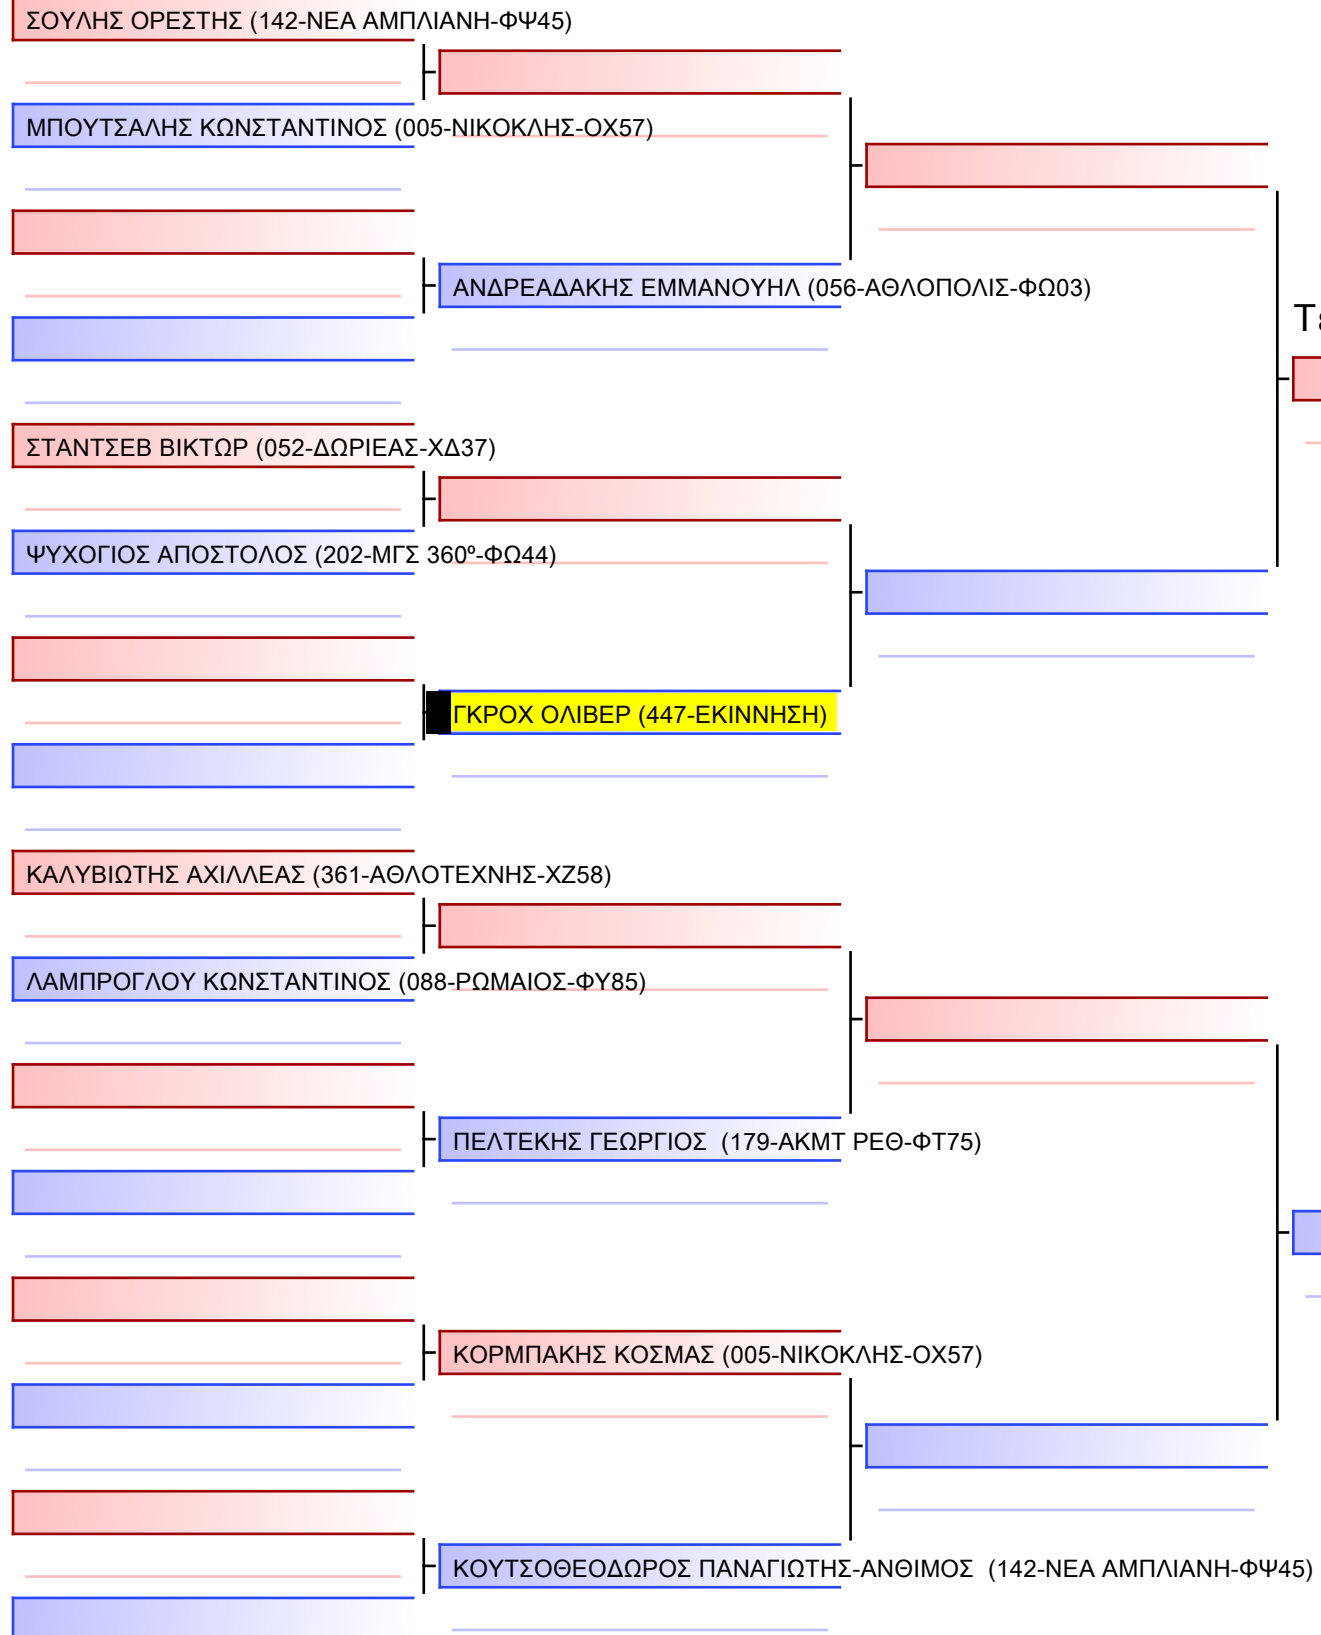 ΣΟΥΛΗΣ ΟΡΕΣΤΗΣ (142-ΝΕΑ ΑΜΠΛΙΑΝΗ-ΦΨ45)
ΜΠΟΥΤΣΑΛΗΣ ΚΩΝΣΤΑΝΤΙΝΟΣ (005-ΝΙΚΟΚΛΗΣ-ΟΧ57)
ΑΝΔΡΕΑΔΑΚΗΣ ΕΜΜΑΝΟΥΗΛ (056-ΑΘΛΟΠΟΛΙΣ-ΦΩ03)
ΣΤΑΝΤΣΕΒ ΒΙΚΤΩΡ (052-ΔΩΡΙΕΑΣ-ΧΔ37)
ΨΥΧΟΓΙΟΣ ΑΠΟΣΤΟΛΟΣ (202-ΜΓΣ 360º-ΦΩ44)
ΓΚΡΟΧ ΟΛΙΒΕΡ (447-ΕΚΙΝΝΗΣΗ)
ΚΑΛΥΒΙΩΤΗΣ ΑΧΙΛΛΕΑΣ (361-ΑΘΛΟΤΕΧΝΗΣ-ΧΖ58)
ΛΑΜΠΡΟΓΛΟΥ ΚΩΝΣΤΑΝΤΙΝΟΣ (088-ΡΩΜΑΙΟΣ-ΦΥ85)
ΠΕΛΤΕΚΗΣ ΓΕΩΡΓΙΟΣ (179-ΑΚΜΤ ΡΕΘ-ΦΤ75)
ΚΟΡΜΠΑΚΗΣ ΚΟΣΜΑΣ (005-ΝΙΚΟΚΛΗΣ-ΟΧ57)
ΚΟΥΤΣΟΘΕΟΔΩΡΟΣ ΠΑΝΑΓΙΩΤΗΣ-ΑΝΘΙΜΟΣ (142-ΝΕΑ ΑΜΠΛΙΑΝΗ-ΦΨ45)